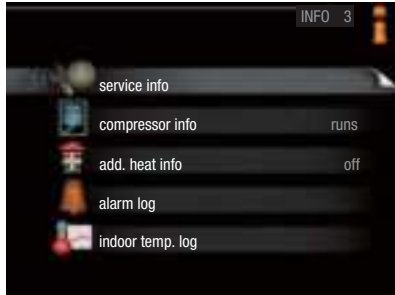 INFO 3
service info
compressor info runs
add. heat info off
alarm log
indoor temp. log